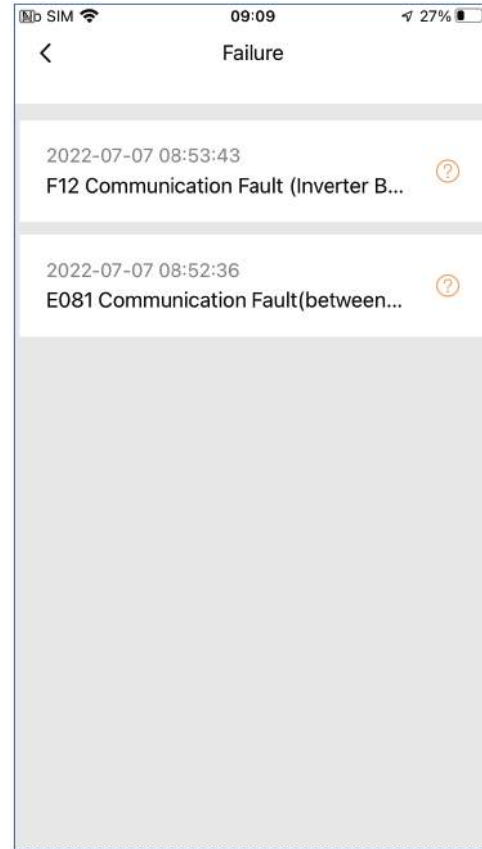 No SIM 09:09 27%
Failure
2022-07-07 08:53:43
F12 Communication Fault (Inverter B...
2022-07-07 08:52:36
E081 Communication Fault(between...